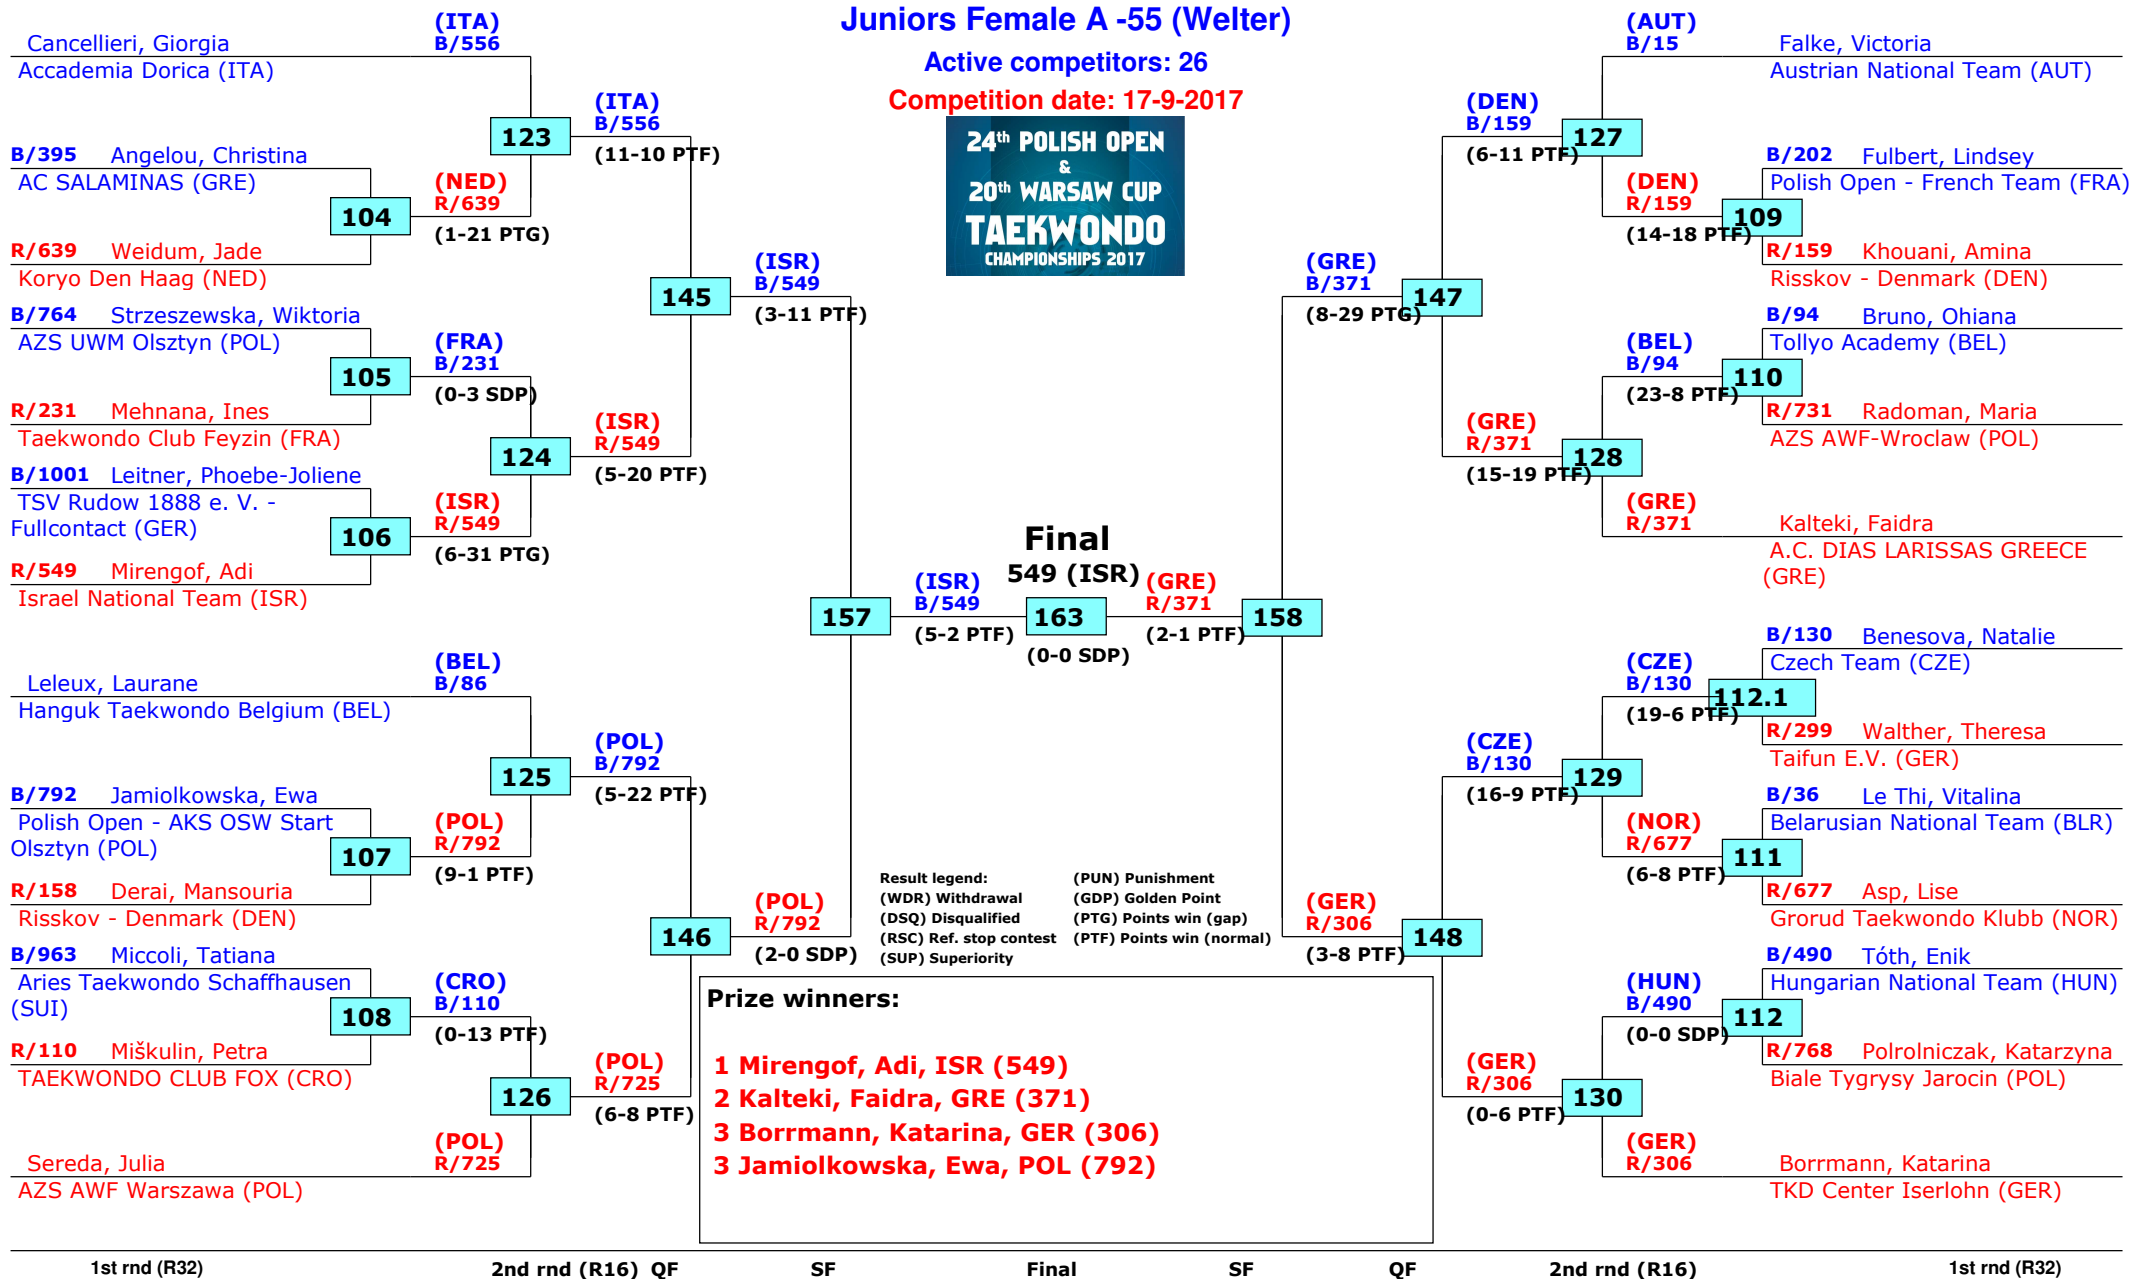 Juniors Female A -55 (Welter)
Active competitors: 26
Competition date: 17-9-2017
24th POLISH OPEN
&
20th WARSAW CUP
TAEKWONDO
CHAMPIONSHIPS 2017
Cancellieri, Giorgia
Accademia Dorica (ITA)
B/395 Angelou, Christina
AC SALAMINAS (GRE)
104
R/639 Weidum, Jade
Koryo Den Haag (NED)
B/764 Strzeszewska, Wiktoria
AZS UWM Olsztyn (POL)
105
R/231 Mehnana, Ines
Taekwondo Club Feyzin (FRA)
B/1001 Leitner, Phoebe-Joliene
TSV Rudow 1888 e. V. -
Fullcontact (GER)
106
R/549 Mirengof, Adi
Israel National Team (ISR)
Leleux, Laurane
Hanguk Taekwondo Belgium (BEL)
B/792 Jamiolkowska, Ewa
Polish Open - AKS OSW Start
Olsztyn (POL)
107
R/158 Derai, Mansouria
Risskov - Denmark (DEN)
B/963 Miccoli, Tatiana
Aries Taekwondo Schaffhausen
(SUI)
108
R/110 Miškulin, Petra
TAEKWONDO CLUB FOX (CRO)
Sereda, Julia
AZS AWF Warszawa (POL)
(ITA)
B/556
123
(NED)
R/639
(1-21 PTG)
(FRA)
B/231
(0-3 SDP)
124
(ISR)
R/549
(6-31 PTG)
(BEL)
B/86
125
(POL)
R/792
(9-1 PTF)
(CRO)
B/110
(0-13 PTF)
126
(POL)
R/725
(ITA)
B/556
(11-10 PTF)
145
(ISR)
R/549
(5-20 PTF)
(POL)
B/792
(5-22 PTF)
146
(POL)
R/725
(6-8 PTF)
(ISR)
B/549
(3-11 PTF)
157
(POL)
R/792
(2-0 SDP)
(ISR)
B/549
(5-2 PTF)
Final
549 (ISR)
163
(0-0 SDP)
(GRE)
R/371
(2-1 PTF)
158
(GRE)
B/371
(8-29 PTG)
147
(GER)
R/306
(3-8 PTF)
148
(DEN)
B/159
(6-11 PTF)
127
(GRE)
R/371
(15-19 PTF)
128
(CZE)
B/130
(16-9 PTF)
129
(GER)
R/306
(0-6 PTF)
130
(AUT)
B/15
(DEN)
R/159
(14-18 PTF)
109
(BEL)
B/94
(23-8 PTF)
110
(GRE)
R/371
(CZE)
B/130
(19-6 PTF)
112.1
(NOR)
R/677
(6-8 PTF)
111
(HUN)
B/490
(0-0 SDP)
112
(GER)
R/306
Falke, Victoria
Austrian National Team (AUT)
B/202 Fulbert, Lindsey
Polish Open - French Team (FRA)
R/159 Khouani, Amina
Risskov - Denmark (DEN)
B/94 Bruno, Ohiana
Tollyo Academy (BEL)
R/731 Radoman, Maria
AZS AWF-Wroclaw (POL)
Kalteki, Faidra
A.C. DIAS LARISSAS GREECE
(GRE)
B/130 Benesova, Natalie
Czech Team (CZE)
R/299 Walther, Theresa
Taifun E.V. (GER)
B/36 Le Thi, Vitalina
Belarusian National Team (BLR)
R/677 Asp, Lise
Grorud Taekwondo Klubb (NOR)
B/490 Tóth, Enik
Hungarian National Team (HUN)
R/768 Polrolniczak, Katarzyna
Biale Tygrysy Jarocin (POL)
Borrmann, Katarina
TKD Center Iserlohn (GER)
Result legend: (PUN) Punishment
(WDR) Withdrawal (GDP) Golden Point
(DSQ) Disqualified (PTG) Points win (gap)
(RSC) Ref. stop contest (PTF) Points win (normal)
(SUP) Superiority
Prize winners:
1 Mirengof, Adi, ISR (549)
2 Kalteki, Faidra, GRE (371)
3 Borrmann, Katarina, GER (306)
3 Jamiolkowska, Ewa, POL (792)
1st rnd (R32) 2nd rnd (R16) QF SF Final SF QF 2nd rnd (R16) 1st rnd (R32)